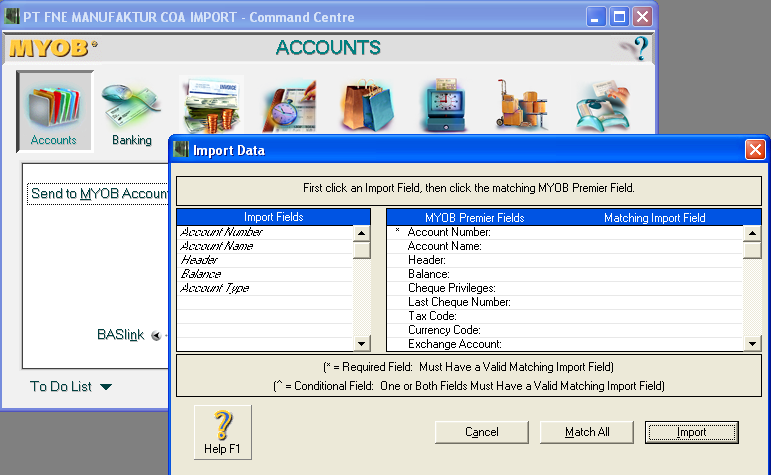 PT FNE MANUFAKTUR COA IMPORT - Command Centre
MYOB®
ACCOUNTS
Accounts
Banking
Send to MYOB Accoun
BASlink
To Do List
Import Data
First click an Import Field, then click the matching MYOB Premier Field.
Import Fields
Account Number
Account Name
Header
Balance
Account Type
MYOB Premier Fields Matching Import Field
* Account Number:
Account Name:
Header:
Balance:
Cheque Privileges:
Last Cheque Number:
Tax Code:
Currency Code:
Exchange Account:
(* = Required Field: Must Have a Valid Matching Import Field)
(^ = Conditional Field: One or Both Fields Must Have a Valid Matching Import Field)
Help F1
Cancel
Match All
Import